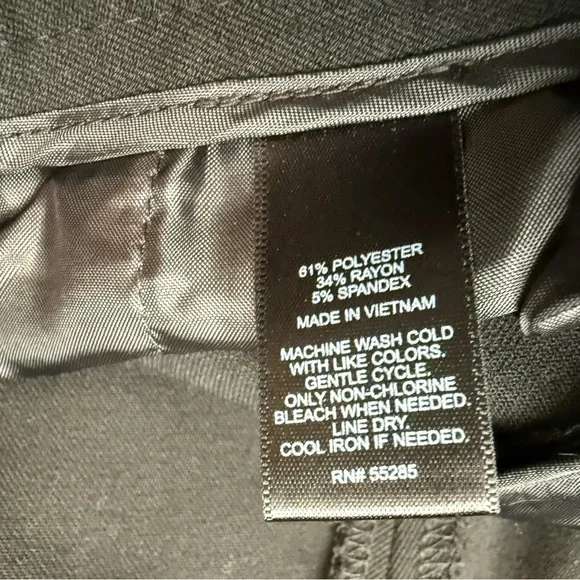 61% POLYESTER
34% RAYON
5% SPANDEX
MADE IN VIETNAM
MACHINE WASH COLD
WITH LIKE COLORS.
GENTLE CYCLE.
ONLY NON-CHLORINE
BLEACH WHEN NEEDED.
LINE DRY.
COOL IRON IF NEEDED.
RN# 55285